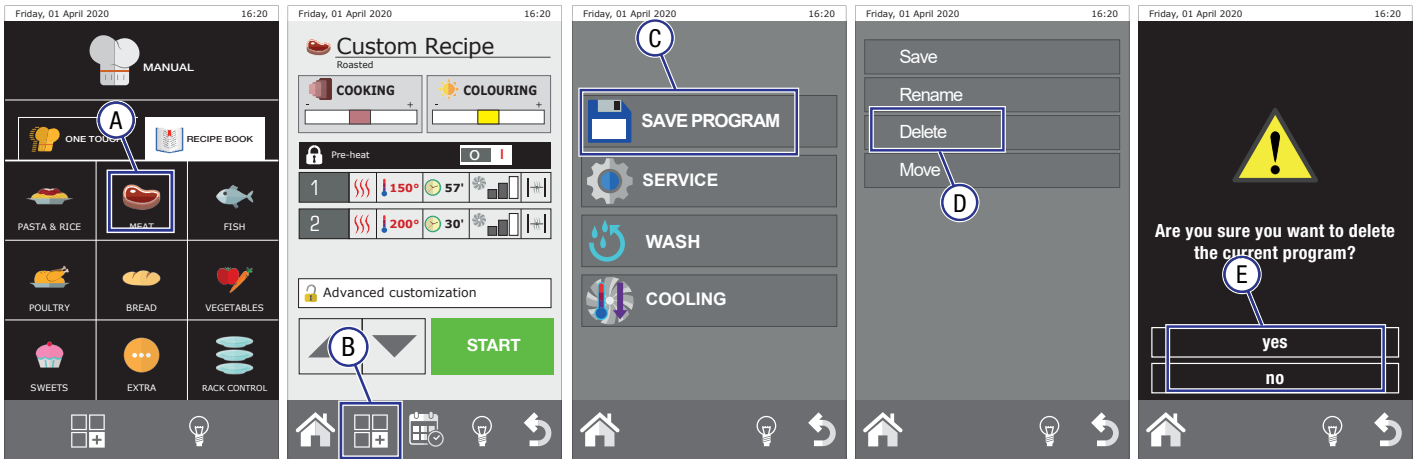 Friday, 01 April 2020 16:20
MANUAL
A
ONE TOUCH RECIPE BOOK
PASTA & RICE MEAT FISH
POULTRY BREAD VEGETABLES
SWEETS EXTRA RACK CONTROL
Friday, 01 April 2020 16:20
Custom Recipe
Roasted
COOKING COLOURING
- + - +
Pre-heat O I
1 150° 57'
2 200° 30'
Advanced customization
START
B
Friday, 01 April 2020 16:20
C
SAVE PROGRAM
SERVICE
WASH
COOLING
Friday, 01 April 2020 16:20
Save
Rename
Delete
Move
D
Friday, 01 April 2020 16:20
!
Are you sure you want to delete
the current program?
E
yes
no